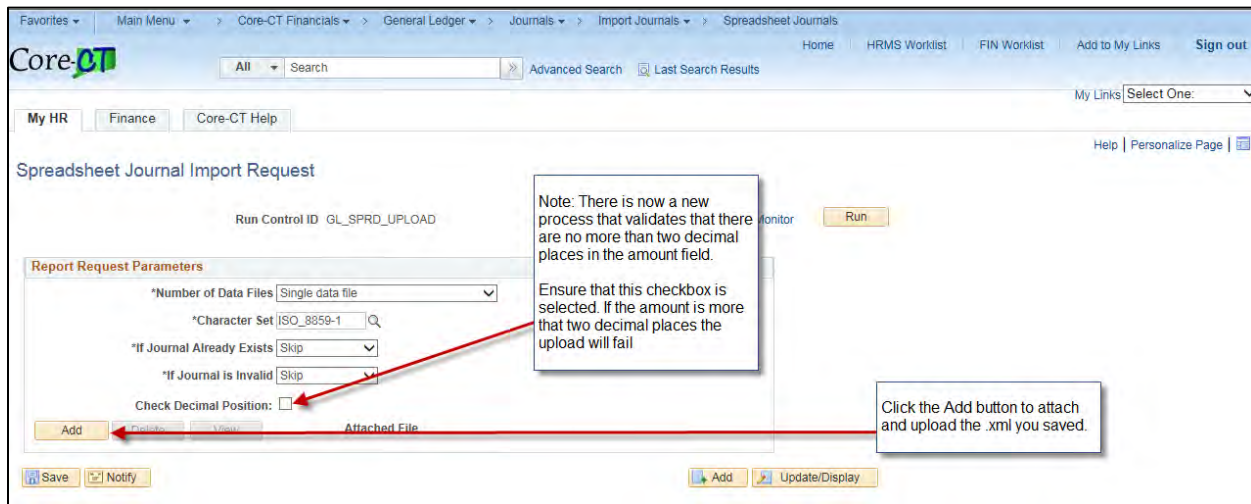 Favorites Main Menu > Core-CT Financials > General Ledger > Journals > Import Journals > Spreadsheet Journals
Home HRMS Worklist FIN Worklist Add to My Links Sign out
Core-CT
All Search » Advanced Search Last Search Results
My Links Select One:
My HR Finance Core-CT Help
Help | Personalize Page |
Spreadsheet Journal Import Request
Run Control ID GL_SPRD_UPLOAD
Monitor Run
Note: There is now a new
process that validates that there
are no more than two decimal
places in the amount field.
Ensure that this checkbox is
selected. If the amount is more
that two decimal places the
upload will fail
Report Request Parameters
*Number of Data Files Single data file
*Character Set ISO_8859-1
*If Journal Already Exists Skip
*If Journal is Invalid Skip
Check Decimal Position:
Add Delete View Attached File
Click the Add button to attach
and upload the .xml you saved.
Save Notify Add Update/Display